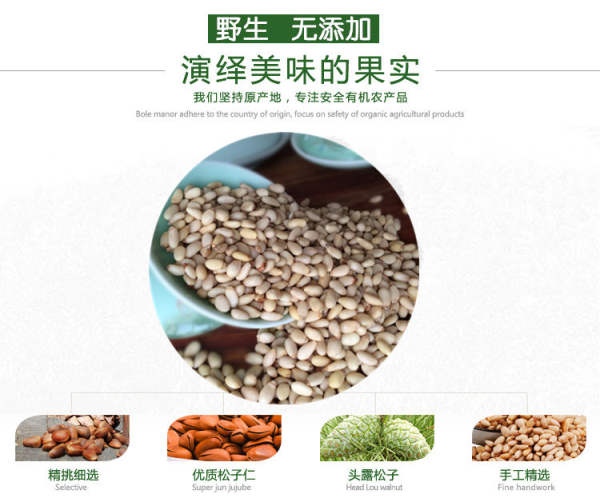 野生 无添加
演绎美味的果实
我们坚持原产地，专注安全有机农产品
Bole manor adhere to the country of origin, focus on safety of organic agricultural products
精挑细选
Selective
优质松子仁
Super jun jujube
头露松子
Head Lou walnut
手工精选
Fine handwork